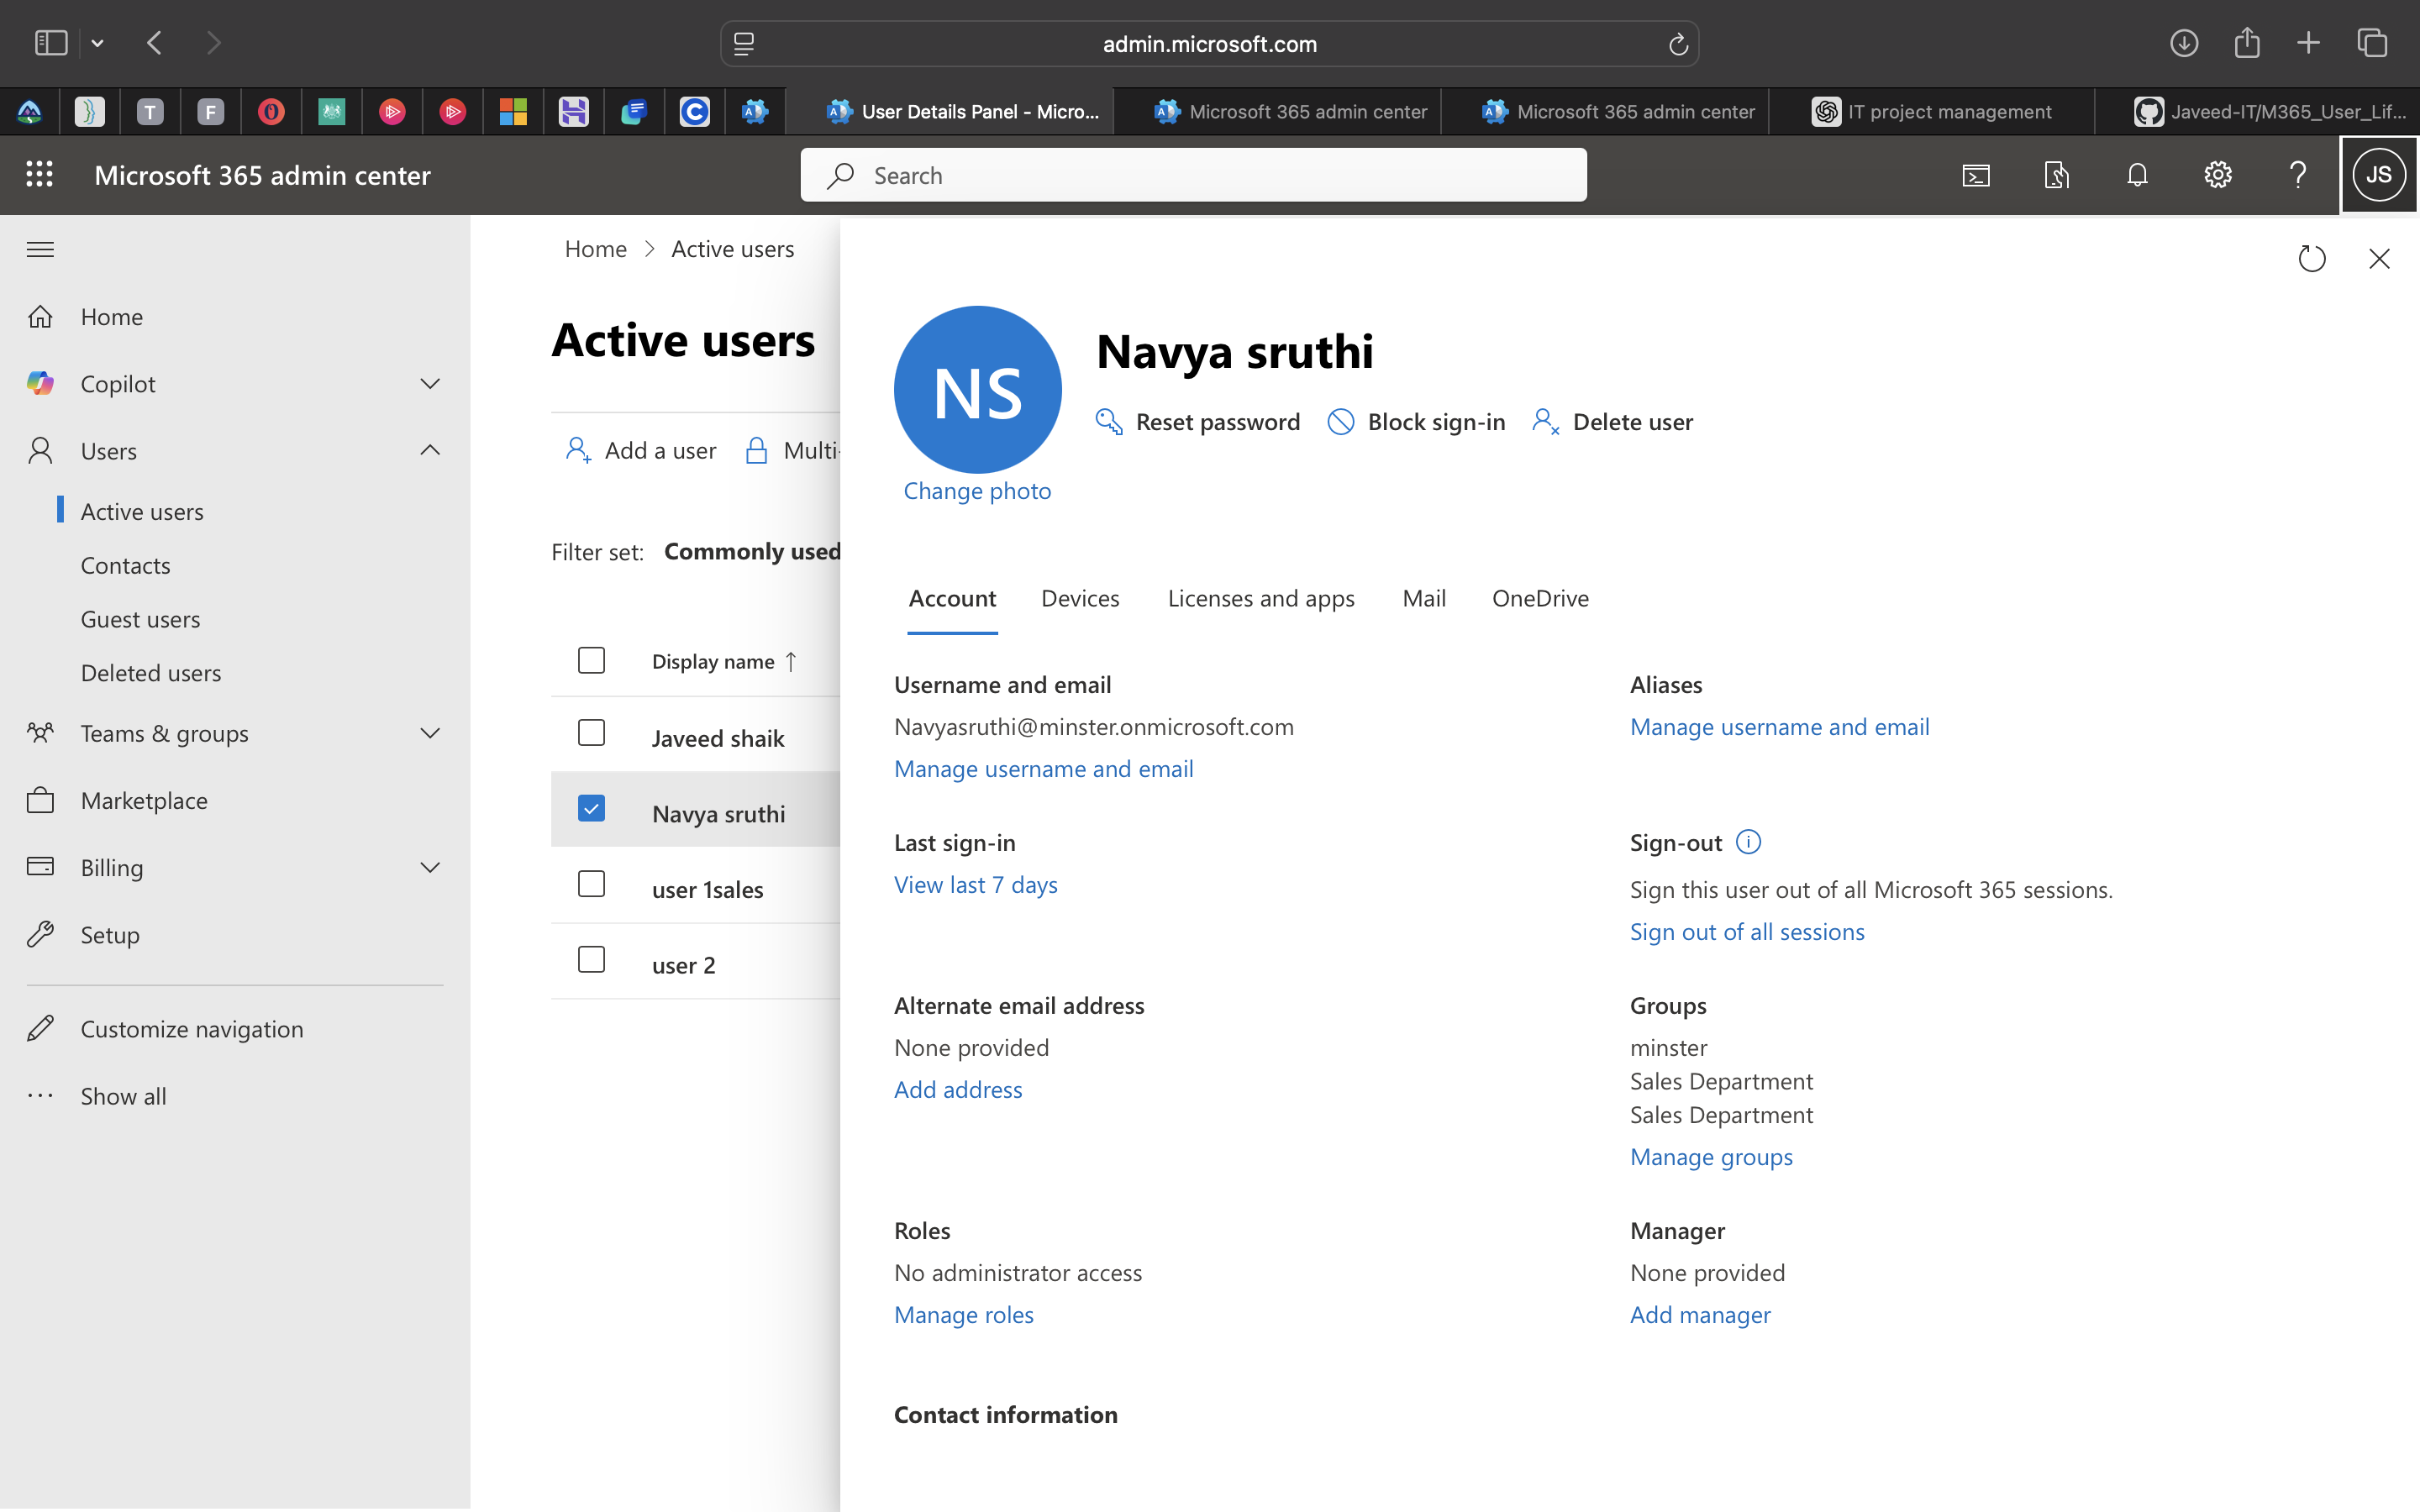 admin.microsoft.com
T
F
User Details Panel - Micro...
Microsoft 365 admin center
Microsoft 365 admin center
IT project management
Javeed-IT/M365_User_Lif...
Microsoft 365 admin center
Search
JS
Home
Copilot
Users
Active users
Contacts
Guest users
Deleted users
Teams & groups
Marketplace
Billing
Setup
Customize navigation
Show all
Home > Active users
Active users
Add a user
Multi-
Filter set: Commonly used
Display name ↑
Javeed shaik
Navya sruthi
user 1sales
user 2
NS
Change photo
Navya sruthi
Reset password Block sign-in Delete user
Account Devices Licenses and apps Mail OneDrive
Username and email
Navyasruthi@minster.onmicrosoft.com
Manage username and email
Aliases
Manage username and email
Last sign-in
View last 7 days
Sign-out
Sign this user out of all Microsoft 365 sessions.
Sign out of all sessions
Alternate email address
None provided
Add address
Groups
minster
Sales Department
Sales Department
Manage groups
Roles
No administrator access
Manage roles
Manager
None provided
Add manager
Contact information